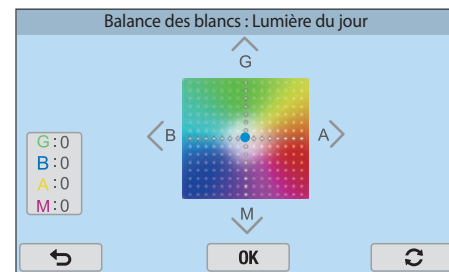 Balance des blancs : Lumière du jour
G
B
A
G:0
B:0
A:0
M:0
M
OK